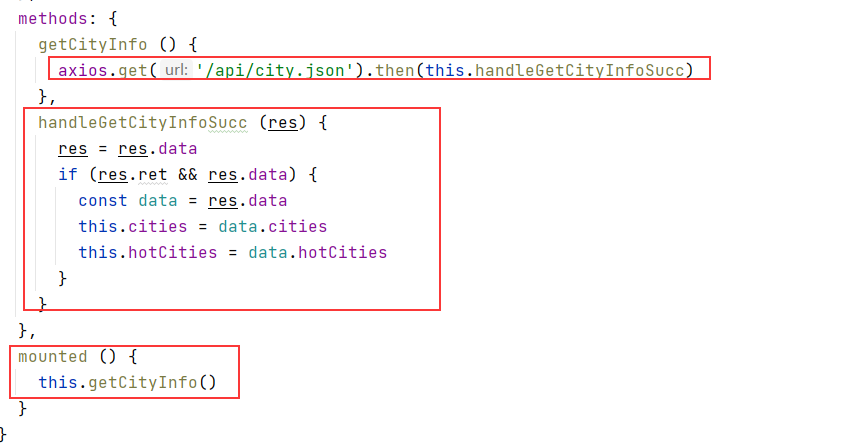 methods: {
getCityInfo () {
axios.get( url: '/api/city.json').then(this.handleGetCityInfoSucc)
},
handleGetCityInfoSucc (res) {
res = res.data
if (res.ret && res.data) {
const data = res.data
this.cities = data.cities
this.hotCities = data.hotCities
}
}
},
mounted () {
this.getCityInfo()
}
}